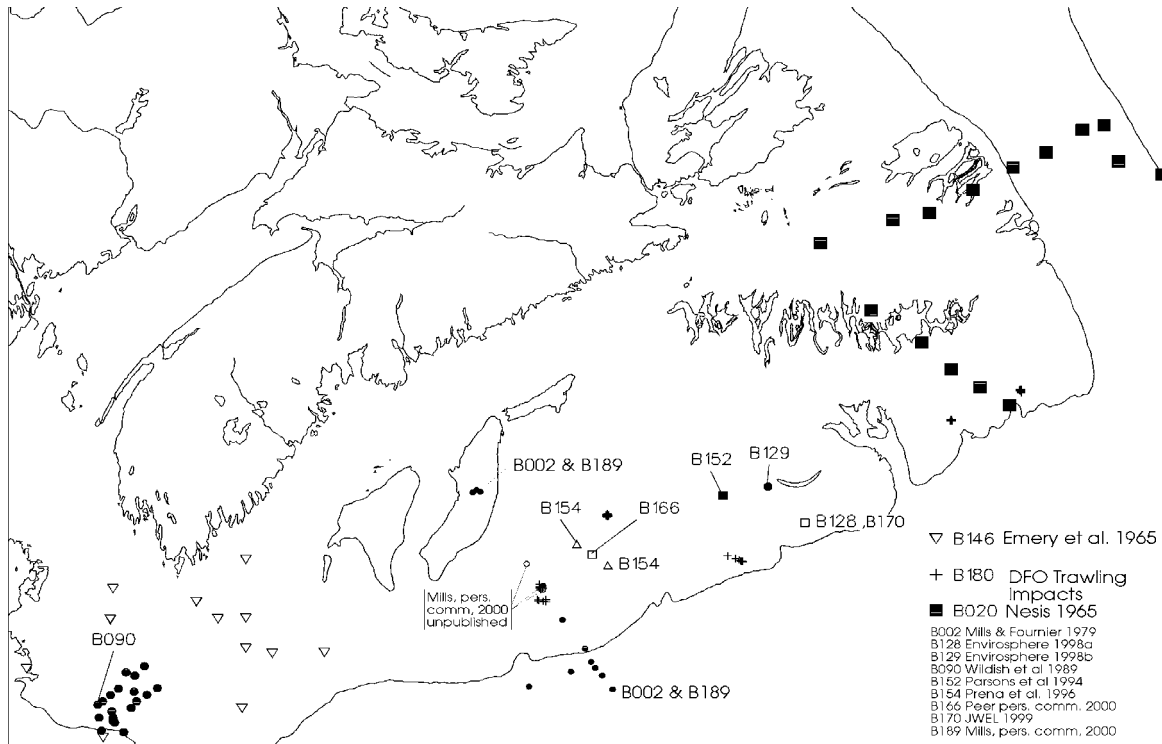 B002 & B189
B152
B129
B154
B166
B128 ,B170
B154
Mills, pers.
comm, 2000
unpublished
B090
B002 & B189
B146 Emery et al. 1965
B180 DFO Trawling
Impacts
B020 Nesis 1965
B002 Mills & Fournier 1979
B128 Envirosphere 1998a
B129 Envirosphere 1998b
B090 Wildish et al 1989
B152 Parsons et al 1994
B154 Prena et al. 1996
B166 Peer pers. comm. 2000
B170 JWEL 1999
B189 Mills, pers. comm, 2000